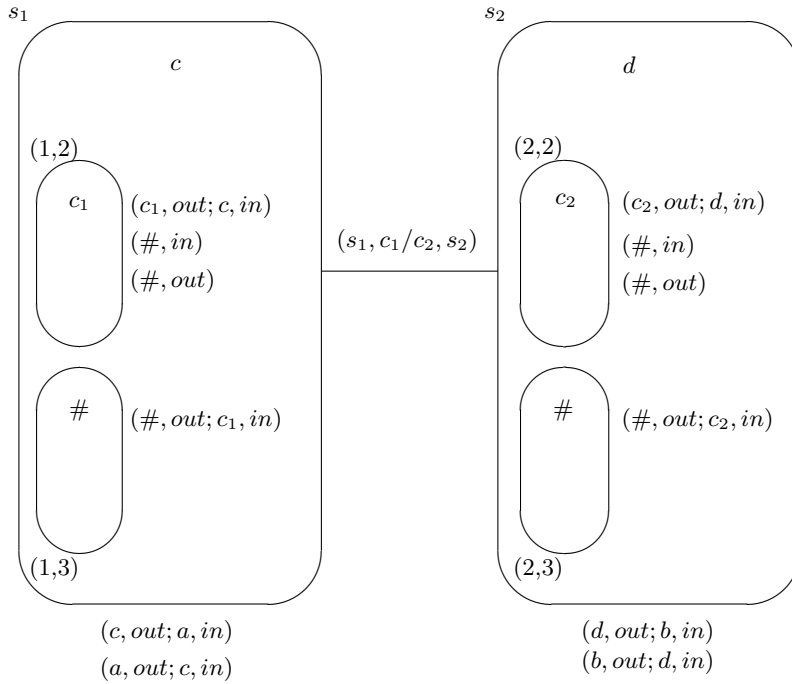 s1 s2
c d
(1,2) (2,2)
c1 (c1, out; c, in) c2 (c2, out; d, in)
(#, in) (s1, c1/c2, s2) (#, in)
(#, out) (#, out)
# (#, out; c1, in) # (#, out; c2, in)
(1,3) (2,3)
(c, out; a, in) (d, out; b, in)
(a, out; c, in) (b, out; d, in)